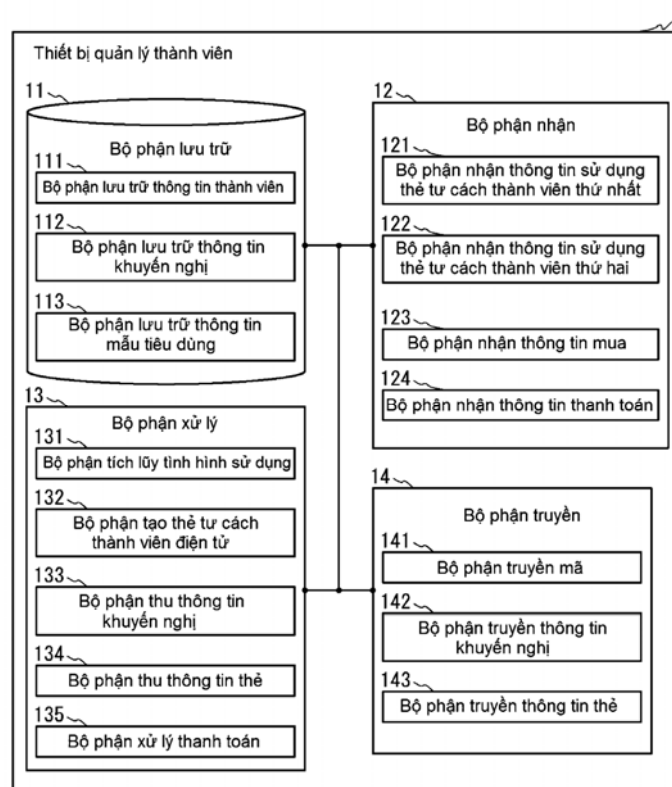 Thiết bị quản lý thành viên
11
Bộ phận lưu trữ
111
Bộ phận lưu trữ thông tin thành viên
112
Bộ phận lưu trữ thông tin
khuyến nghị
113
Bộ phận lưu trữ thông tin
mẫu tiêu dùng
12
Bộ phận nhận
121
Bộ phận nhận thông tin sử dụng
thẻ tư cách thành viên thứ nhất
122
Bộ phận nhận thông tin sử dụng
thẻ tư cách thành viên thứ hai
123
Bộ phận nhận thông tin mua
124
Bộ phận nhận thông tin thanh toán
13
Bộ phận xử lý
131
Bộ phận tích lũy tình hình sử dụng
132
Bộ phận tạo thẻ tư cách
thành viên điện tử
133
Bộ phận thu thông tin
khuyến nghị
134
Bộ phận thu thông tin thẻ
135
Bộ phận xử lý thanh toán
14
Bộ phận truyền
141
Bộ phận truyền mã
142
Bộ phận truyền thông tin
khuyến nghị
143
Bộ phận truyền thông tin thẻ